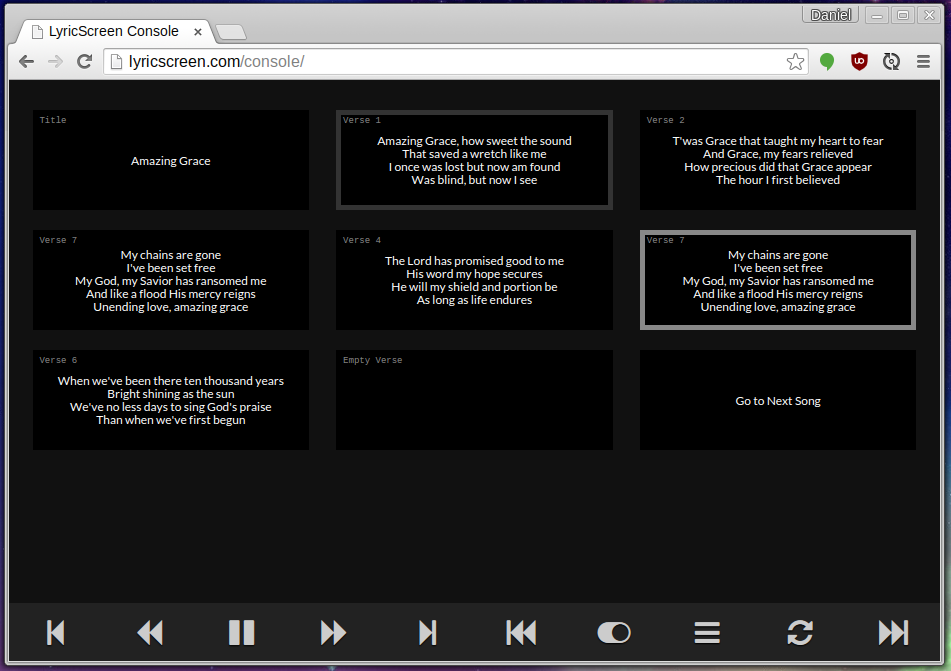 Daniel
LyricScreen Console
lyricscreen.com/console/
Title
Amazing Grace
Verse 1
Amazing Grace, how sweet the sound
That saved a wretch like me
I once was lost but now am found
Was blind, but now I see
Verse 2
T'was Grace that taught my heart to fear
And Grace, my fears relieved
How precious did that Grace appear
The hour I first believed
Verse 7
My chains are gone
I've been set free
My God, my Savior has ransomed me
And like a flood His mercy reigns
Unending love, amazing grace
Verse 4
The Lord has promised good to me
His word my hope secures
He will my shield and portion be
As long as life endures
Verse 7
My chains are gone
I've been set free
My God, my Savior has ransomed me
And like a flood His mercy reigns
Unending love, amazing grace
Verse 6
When we've been there ten thousand years
Bright shining as the sun
We've no less days to sing God's praise
Than when we've first begun
Empty Verse
Go to Next Song